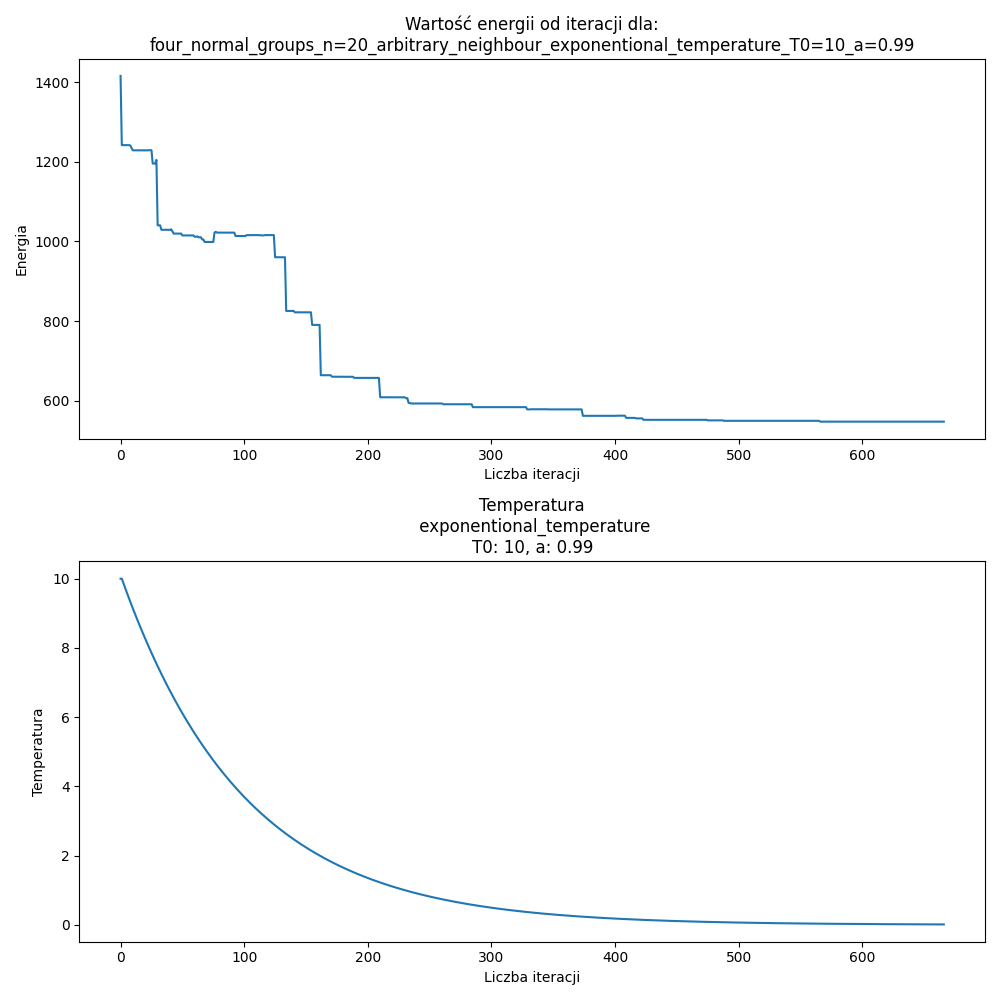 Wartość energii od iteracji dla:
four_normal_groups_n=20_arbitrary_neighbour_exponentional_temperature_T0=10_a=0.99
1400
1200
1000
800
600
Energia
0 100 200 300 400 500 600
Liczba iteracji
Temperatura
exponentional_temperature
T0: 10, a: 0.99
10
8
6
4
2
0
Temperatura
0 100 200 300 400 500 600
Liczba iteracji